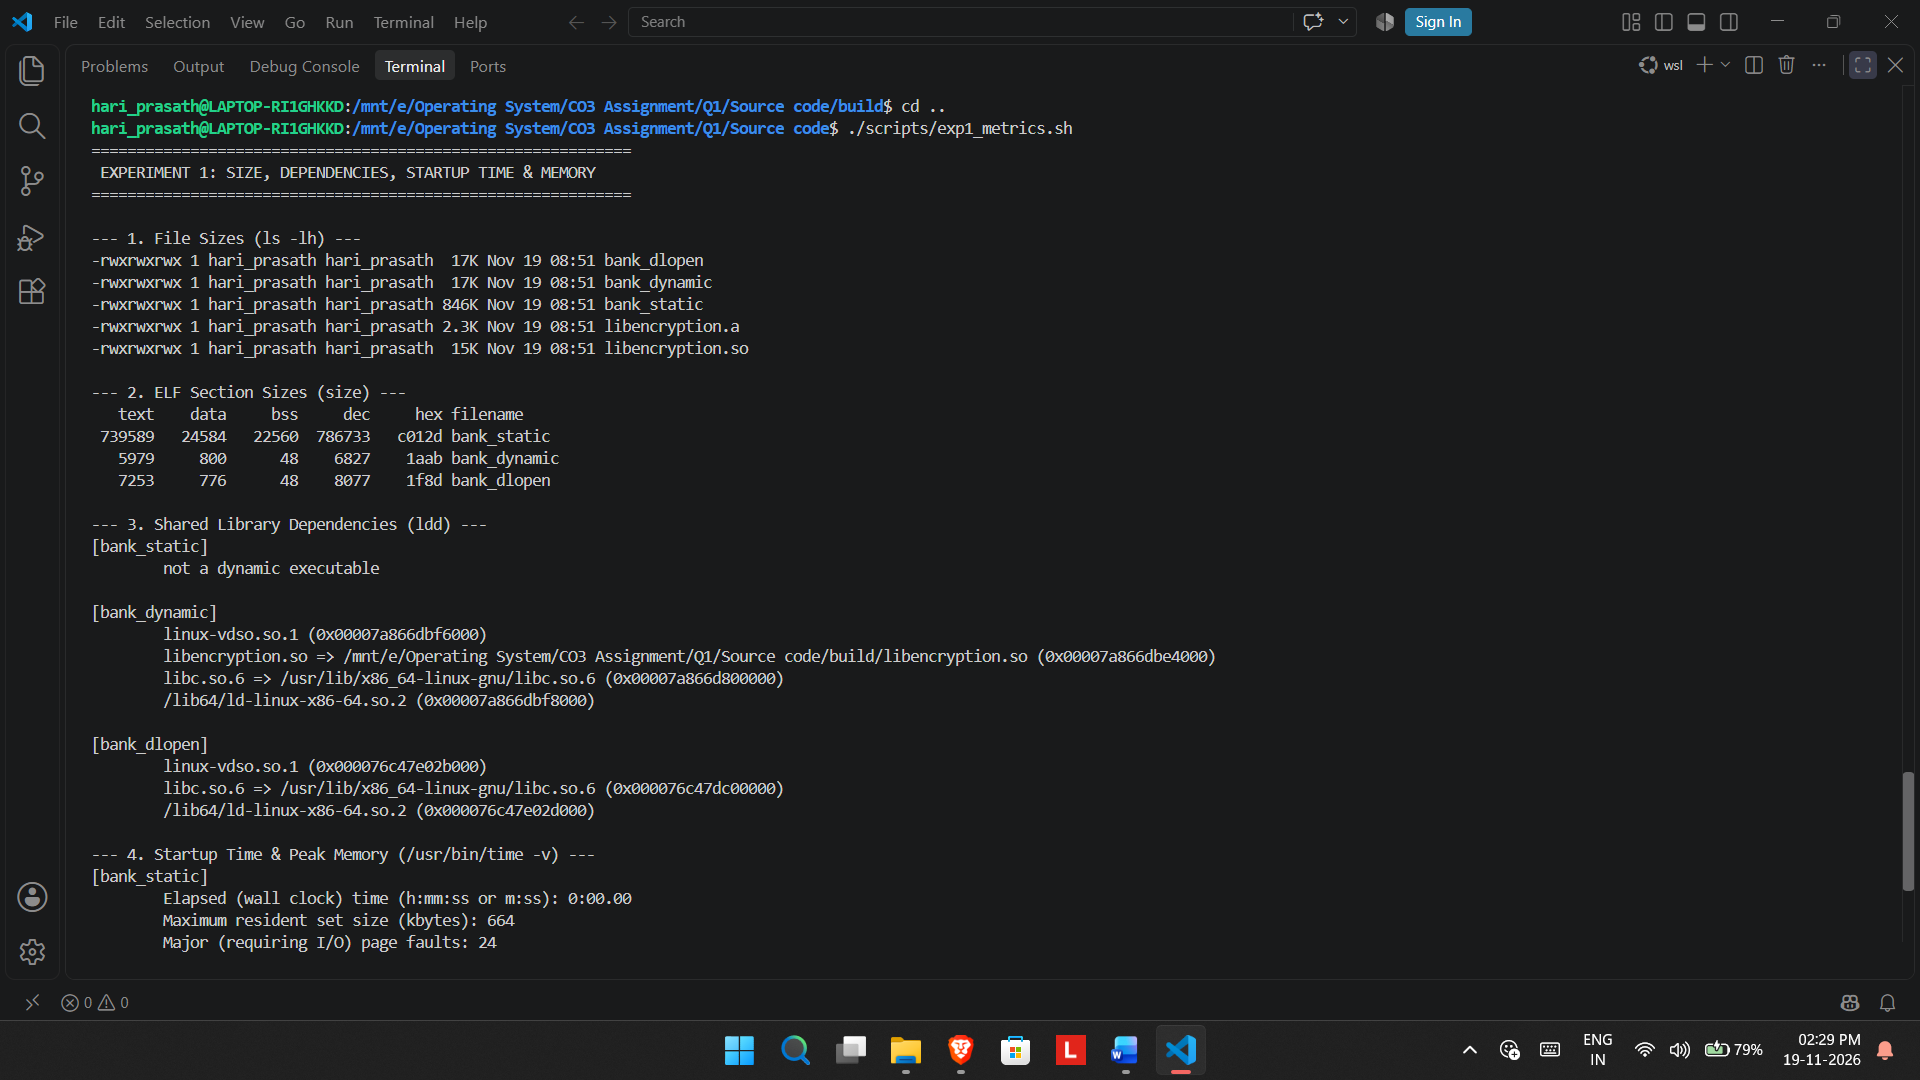 File Edit Selection View Go Run Terminal Help
Search
Sign In
Problems Output Debug Console Terminal Ports
wsl
hari_prasath@LAPTOP-RI1GHKKD:/mnt/e/Operating System/CO3 Assignment/Q1/Source code/build$ cd ..
hari_prasath@LAPTOP-RI1GHKKD:/mnt/e/Operating System/CO3 Assignment/Q1/Source code$ ./scripts/exp1_metrics.sh
============================================================
EXPERIMENT 1: SIZE, DEPENDENCIES, STARTUP TIME & MEMORY
============================================================
--- 1. File Sizes (ls -lh) ---
-rwxrwxrwx 1 hari_prasath hari_prasath 17K Nov 19 08:51 bank_dlopen
-rwxrwxrwx 1 hari_prasath hari_prasath 17K Nov 19 08:51 bank_dynamic
-rwxrwxrwx 1 hari_prasath hari_prasath 846K Nov 19 08:51 bank_static
-rwxrwxrwx 1 hari_prasath hari_prasath 2.3K Nov 19 08:51 libencryption.a
-rwxrwxrwx 1 hari_prasath hari_prasath 15K Nov 19 08:51 libencryption.so
--- 2. ELF Section Sizes (size) ---
text data bss dec hex filename
739589 24584 22560 786733 c012d bank_static
5979 800 48 6827 1aab bank_dynamic
7253 776 48 8077 1f8d bank_dlopen
--- 3. Shared Library Dependencies (ldd) ---
[bank_static]
not a dynamic executable
[bank_dynamic]
linux-vdso.so.1 (0x00007a866dbf6000)
libencryption.so => /mnt/e/Operating System/CO3 Assignment/Q1/Source code/build/libencryption.so (0x00007a866dbe4000)
libc.so.6 => /usr/lib/x86_64-linux-gnu/libc.so.6 (0x00007a866d800000)
/lib64/ld-linux-x86-64.so.2 (0x00007a866dbf8000)
[bank_dlopen]
linux-vdso.so.1 (0x000076c47e02b000)
libc.so.6 => /usr/lib/x86_64-linux-gnu/libc.so.6 (0x000076c47dc00000)
/lib64/ld-linux-x86-64.so.2 (0x000076c47e02d000)
--- 4. Startup Time & Peak Memory (/usr/bin/time -v) ---
[bank_static]
Elapsed (wall clock) time (h:mm:ss or m:ss): 0:00.00
Maximum resident set size (kbytes): 664
Major (requiring I/O) page faults: 24
0 0
L
W
ENG
IN
79%
02:29 PM
19-11-2026